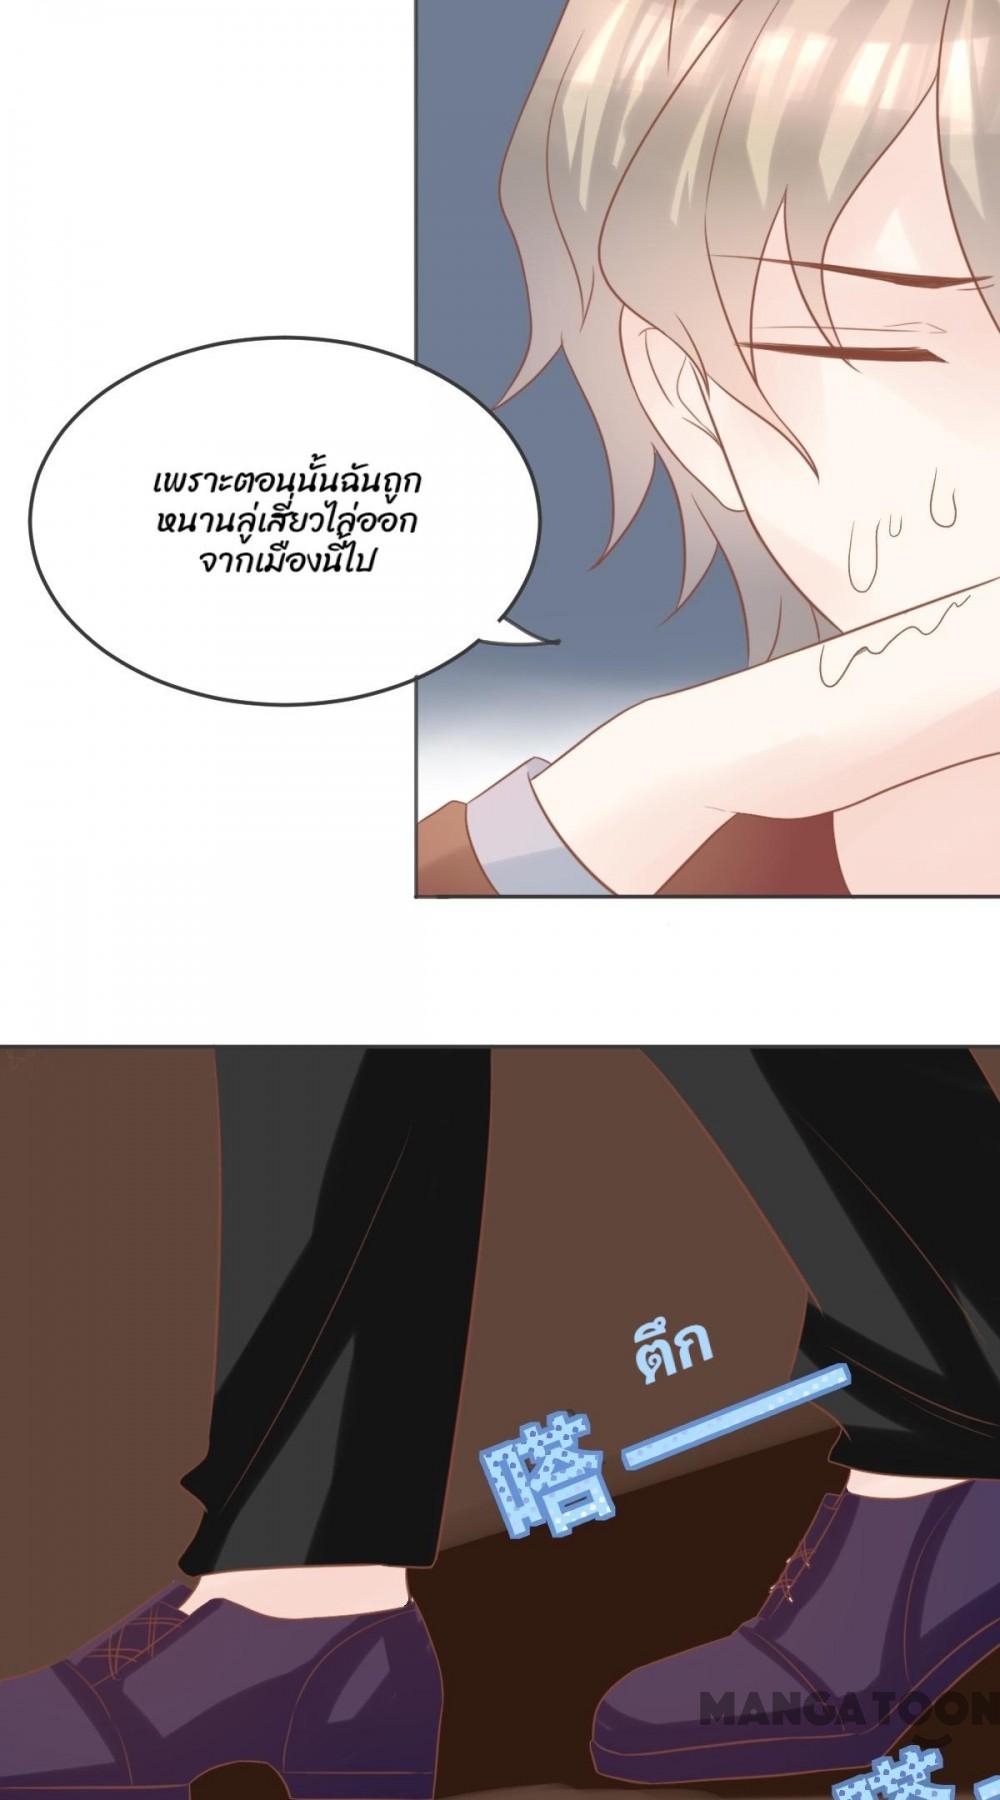 เพราะตอนนั้นฉันถูก
หนานลู่เสี่ยวไล่ออก
จากเมืองนี้ไป
ตึก
嗒—
MANGATOON
嗒